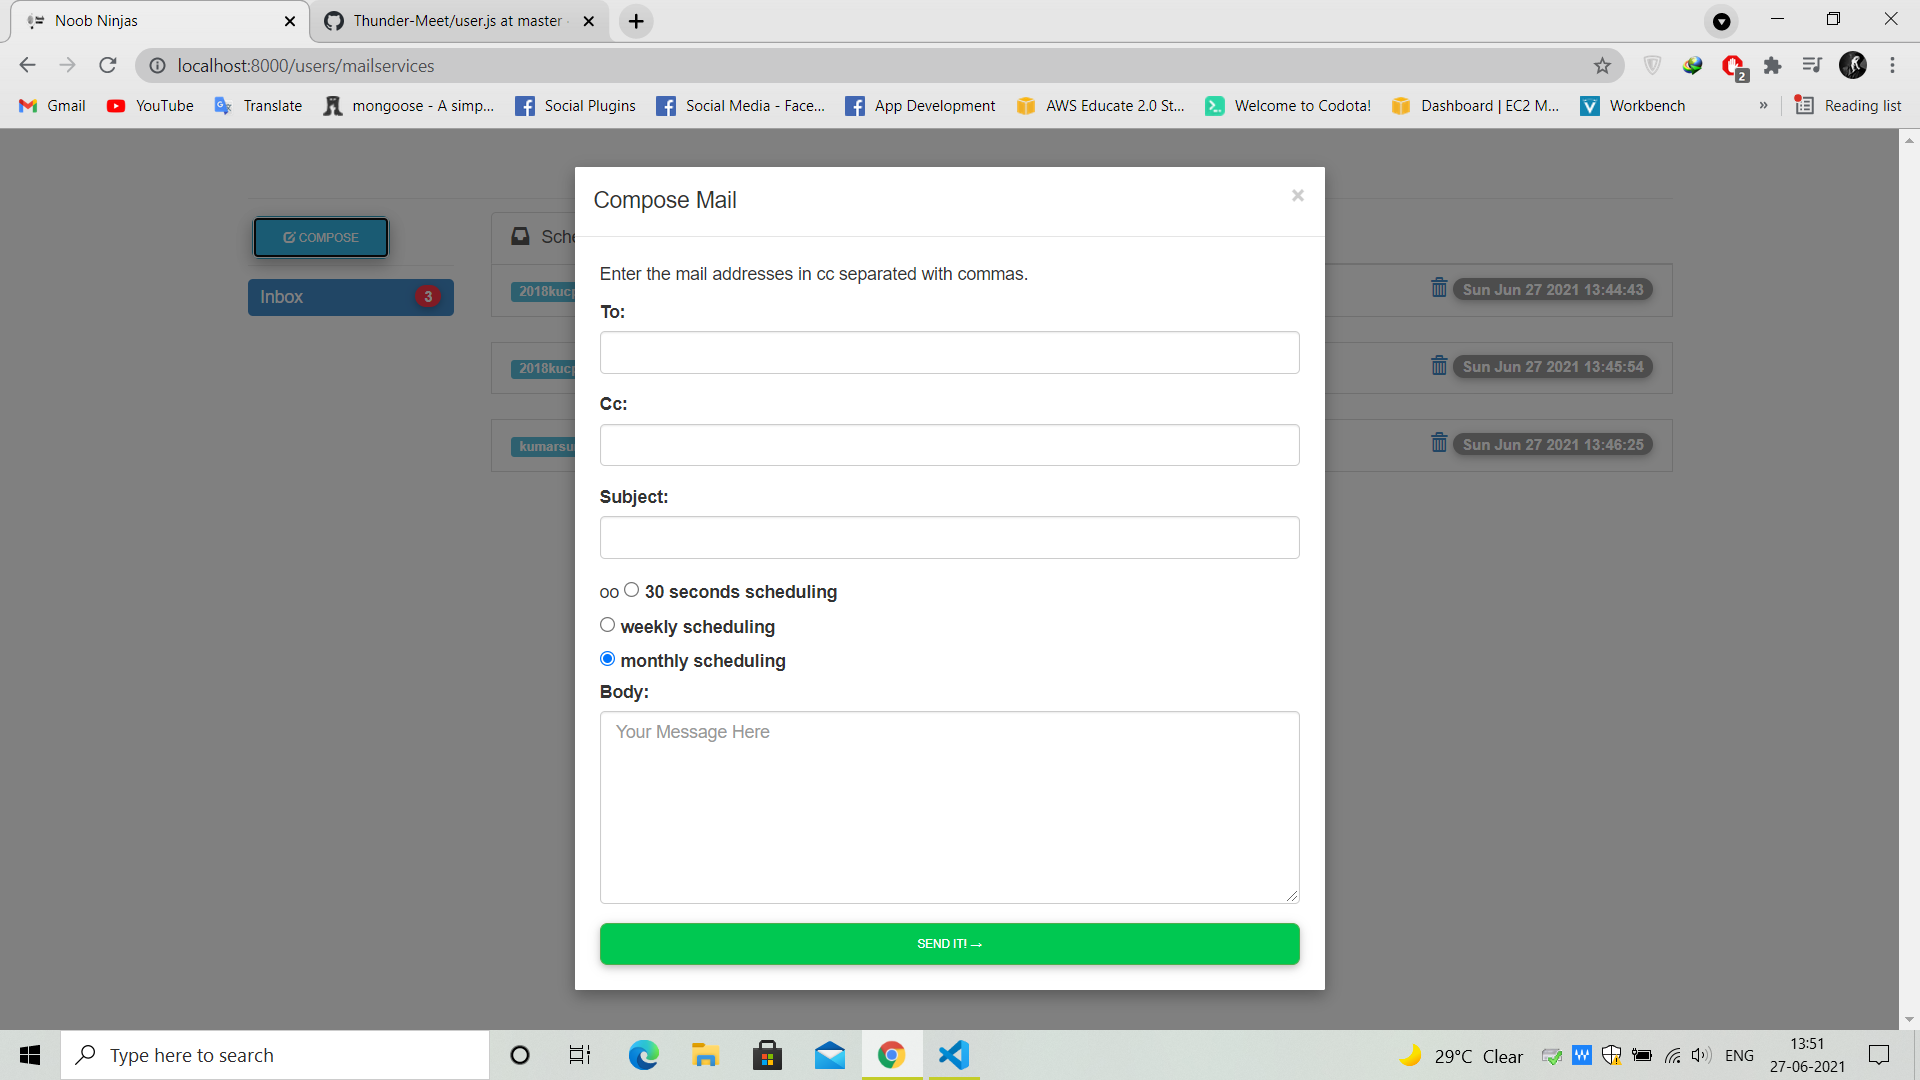 Noob Ninjas
Thunder-Meet/user.js at master
localhost:8000/users/mailservices
2
Gmail
YouTube
Translate
mongoose - A simp...
Social Plugins
Social Media - Face...
App Development
AWS Educate 2.0 St...
Welcome to Codota!
Dashboard | EC2 M...
Workbench
»
Reading list
COMPOSE
Inbox 3
Sun Jun 27 2021 13:44:43
2018kucp
Sun Jun 27 2021 13:45:54
kumarsu
Sun Jun 27 2021 13:46:25
Compose Mail ×
Enter the mail addresses in cc separated with commas.
To:
Cc:
Subject:
oo 30 seconds scheduling
weekly scheduling
monthly scheduling
Body:
Your Message Here
SEND IT! →
Type here to search
29°C Clear
ENG
13:51
27-06-2021